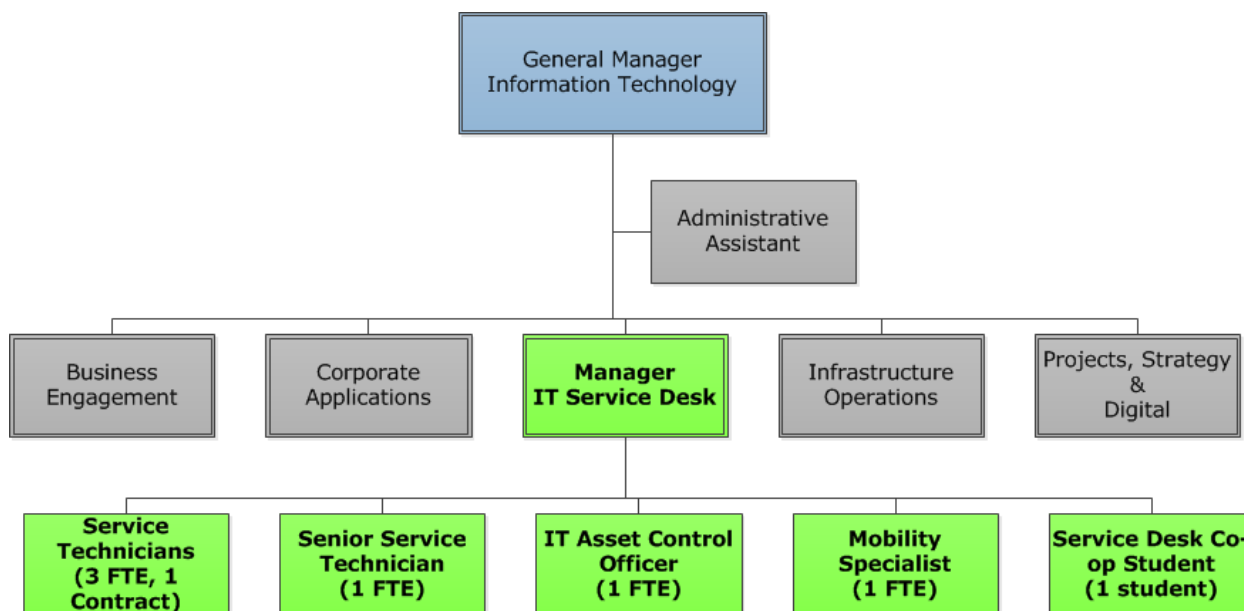 General Manager
Information Technology
Administrative
Assistant
Business
Engagement
Corporate
Applications
Manager
IT Service Desk
Infrastructure
Operations
Projects, Strategy
&
Digital
Service
Technicians
(3 FTE, 1
Contract)
Senior Service
Technician
(1 FTE)
IT Asset Control
Officer
(1 FTE)
Mobility
Specialist
(1 FTE)
Service Desk Co-
op Student
(1 student)